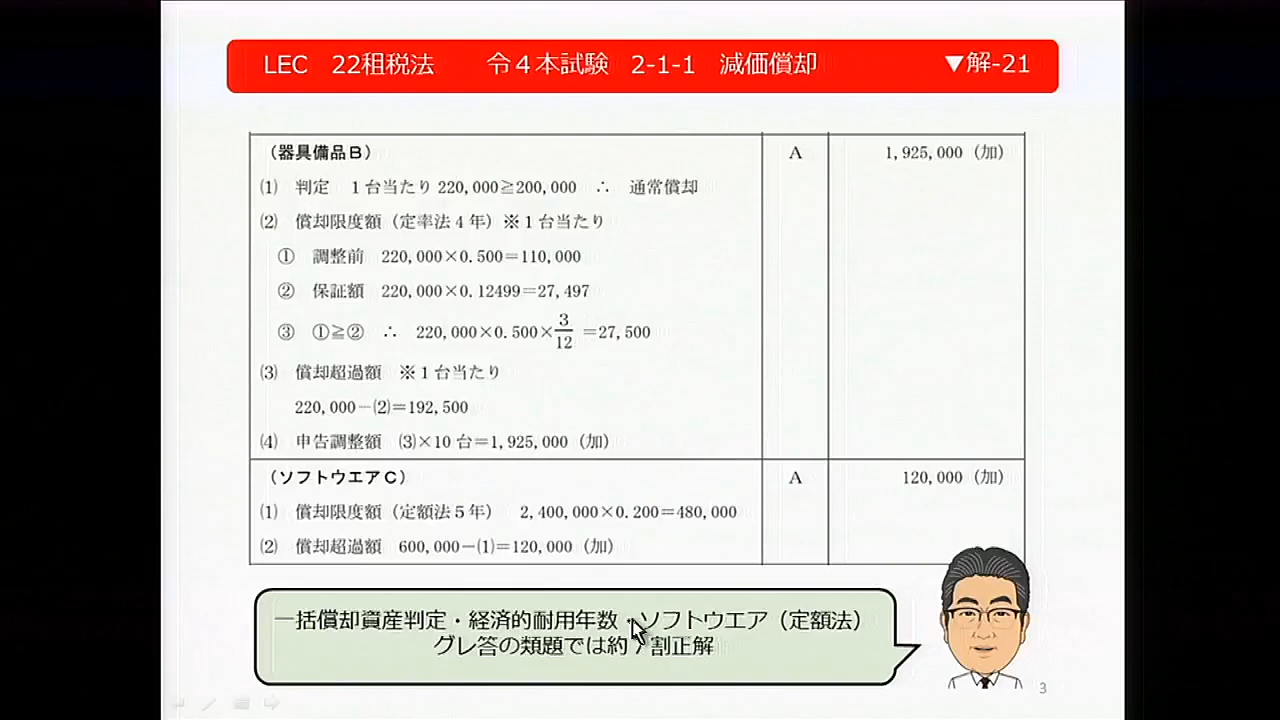 LEC 22租税法 令4本試験 2-1-1 減価償却 ▼解-21
(器具備品B) A 1,925,000 (加)
(1) 判定 1台当たり 220,000≧200,000 ∴ 通常償却
(2) 償却限度額(定率法4年)※1台当たり
① 調整前 220,000×0.500=110,000
② 保証額 220,000×0.12499=27,497
③ ①≧② ∴ 220,000×0.500×3/12=27,500
(3) 償却超過額 ※1台当たり
220,000-(2)=192,500
(4) 申告調整額 (3)×10台=1,925,000 (加)
(ソフトウエアC) A 120,000 (加)
(1) 償却限度額(定額法5年) 2,400,000×0.200=480,000
(2) 償却超過額 600,000-(1)=120,000 (加)
一括償却資産判定・経済的耐用年数・ソフトウエア(定額法)
グレ答の類題では約7割正解
3